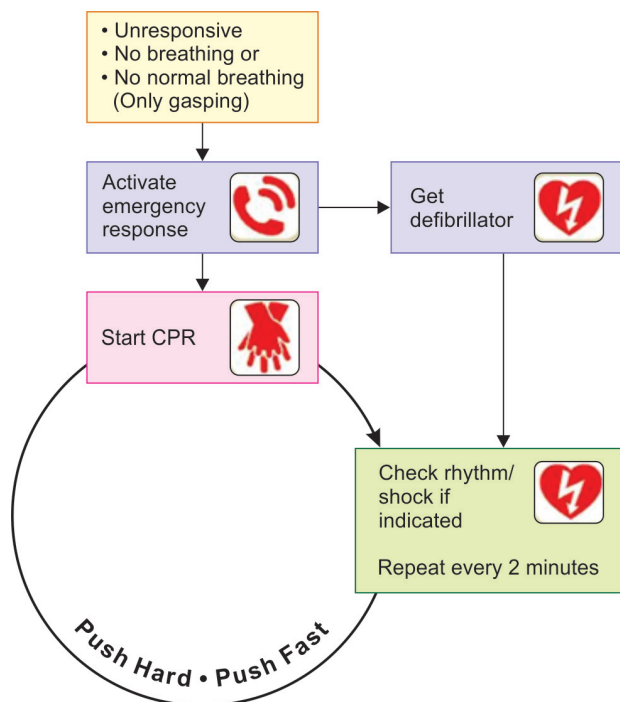 • Unresponsive
• No breathing or
• No normal breathing
(Only gasping)
Activate
emergency
response
Get
defibrillator
Start CPR
Check rhythm/
shock if
indicated
Repeat every 2 minutes
Push Hard • Push Fast